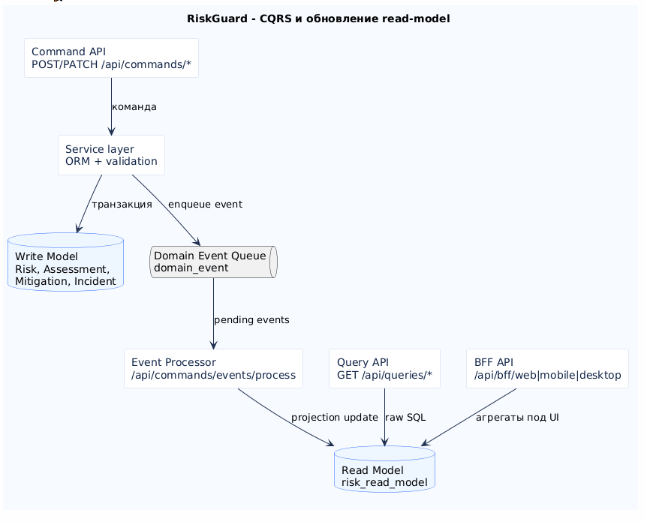 RiskGuard - CQRS и обновление read-model
Command API
POST/PATCH /api/commands/*
команда
Service layer
ORM + validation
транзакция
enqueue event
Write Model
Risk, Assessment,
Mitigation, Incident
Domain Event Queue
domain_event
pending events
Event Processor
/api/commands/events/process
Query API
GET /api/queries/*
BFF API
/api/bff/web|mobile|desktop
projection update
raw SQL
агрегаты под UI
Read Model
risk_read_model